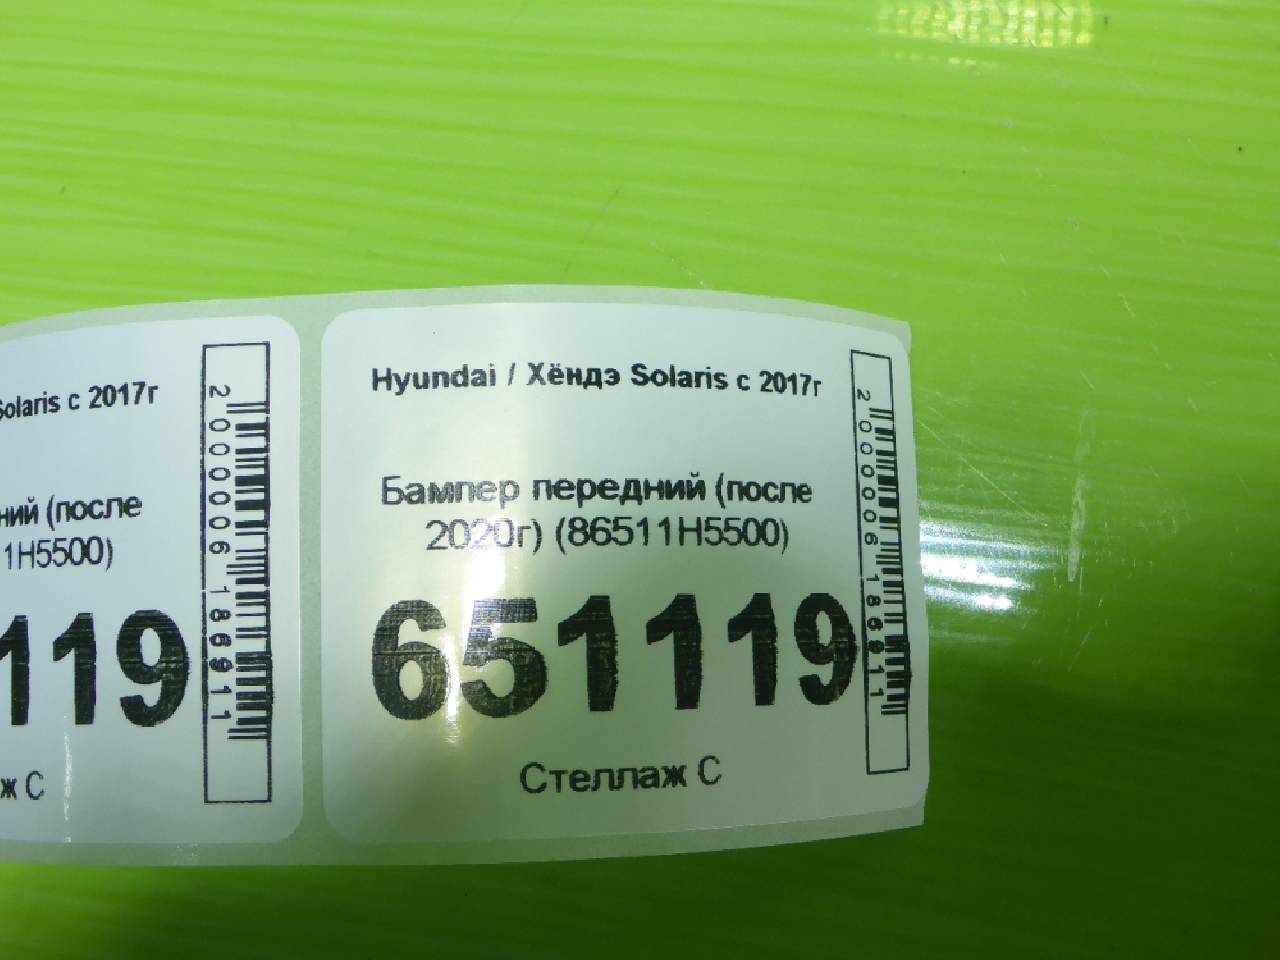 Solaris с 2017г
ний (после
1H5500)
119
ж С
2000006186911
Hyundai / Хёндэ Solaris с 2017г
Бампер передний (после
2020г) (86511H5500)
651119
Стеллаж С
2000006186911